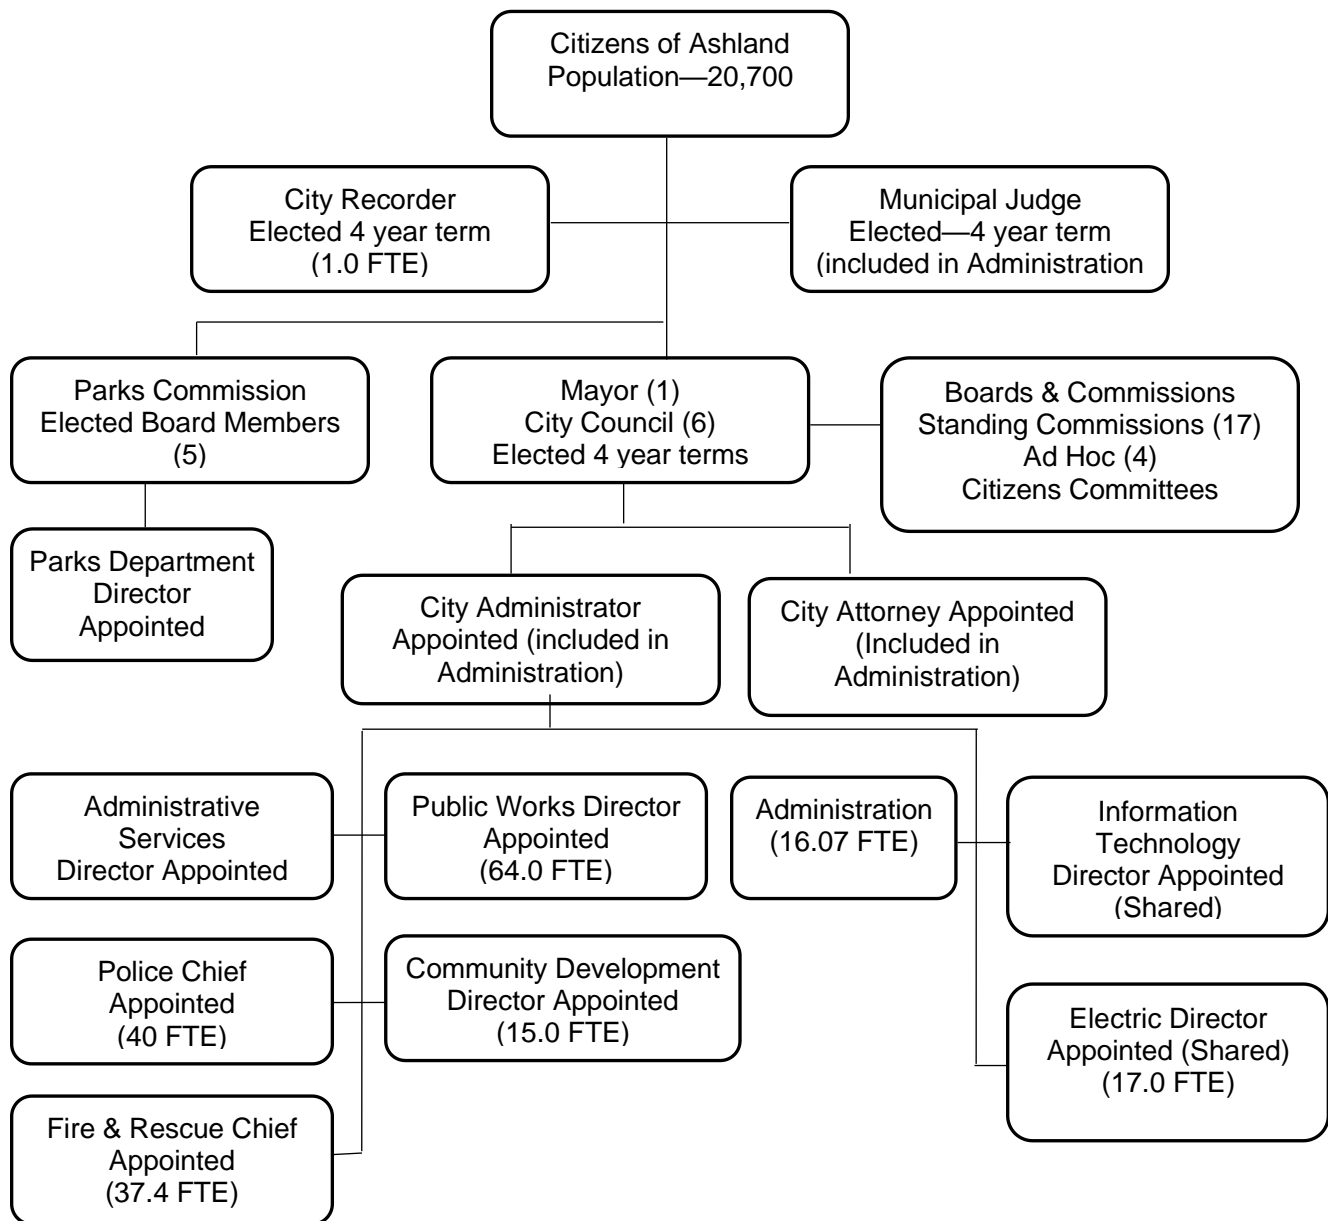 Citizens of Ashland
Population—20,700
City Recorder
Elected 4 year term
(1.0 FTE)
Municipal Judge
Elected—4 year term
(included in Administration
Parks Commission
Elected Board Members
(5)
Mayor (1)
City Council (6)
Elected 4 year terms
Boards & Commissions
Standing Commissions (17)
Ad Hoc (4)
Citizens Committees
Parks Department
Director
Appointed
City Administrator
Appointed (included in
Administration)
City Attorney Appointed
(Included in
Administration)
Administrative
Services
Director Appointed
Public Works Director
Appointed
(64.0 FTE)
Administration
(16.07 FTE)
Information
Technology
Director Appointed
(Shared)
Police Chief
Appointed
(40 FTE)
Community Development
Director Appointed
(15.0 FTE)
Electric Director
Appointed (Shared)
(17.0 FTE)
Fire & Rescue Chief
Appointed
(37.4 FTE)